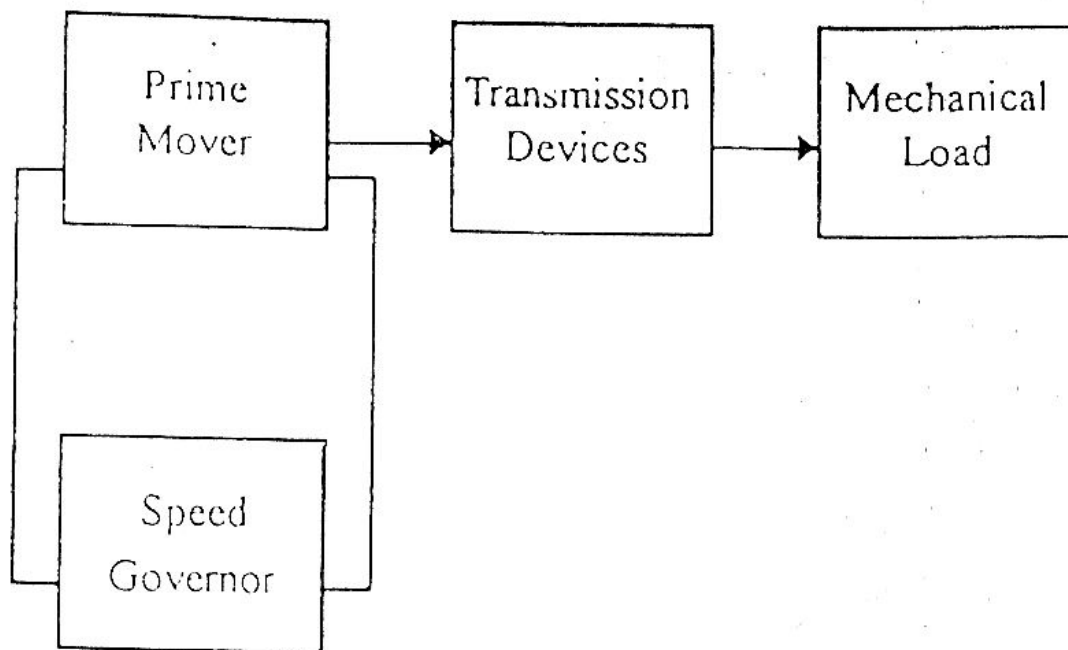 Prime
Mover
Transmission
Devices
Mechanical
Load
Speed
Governor